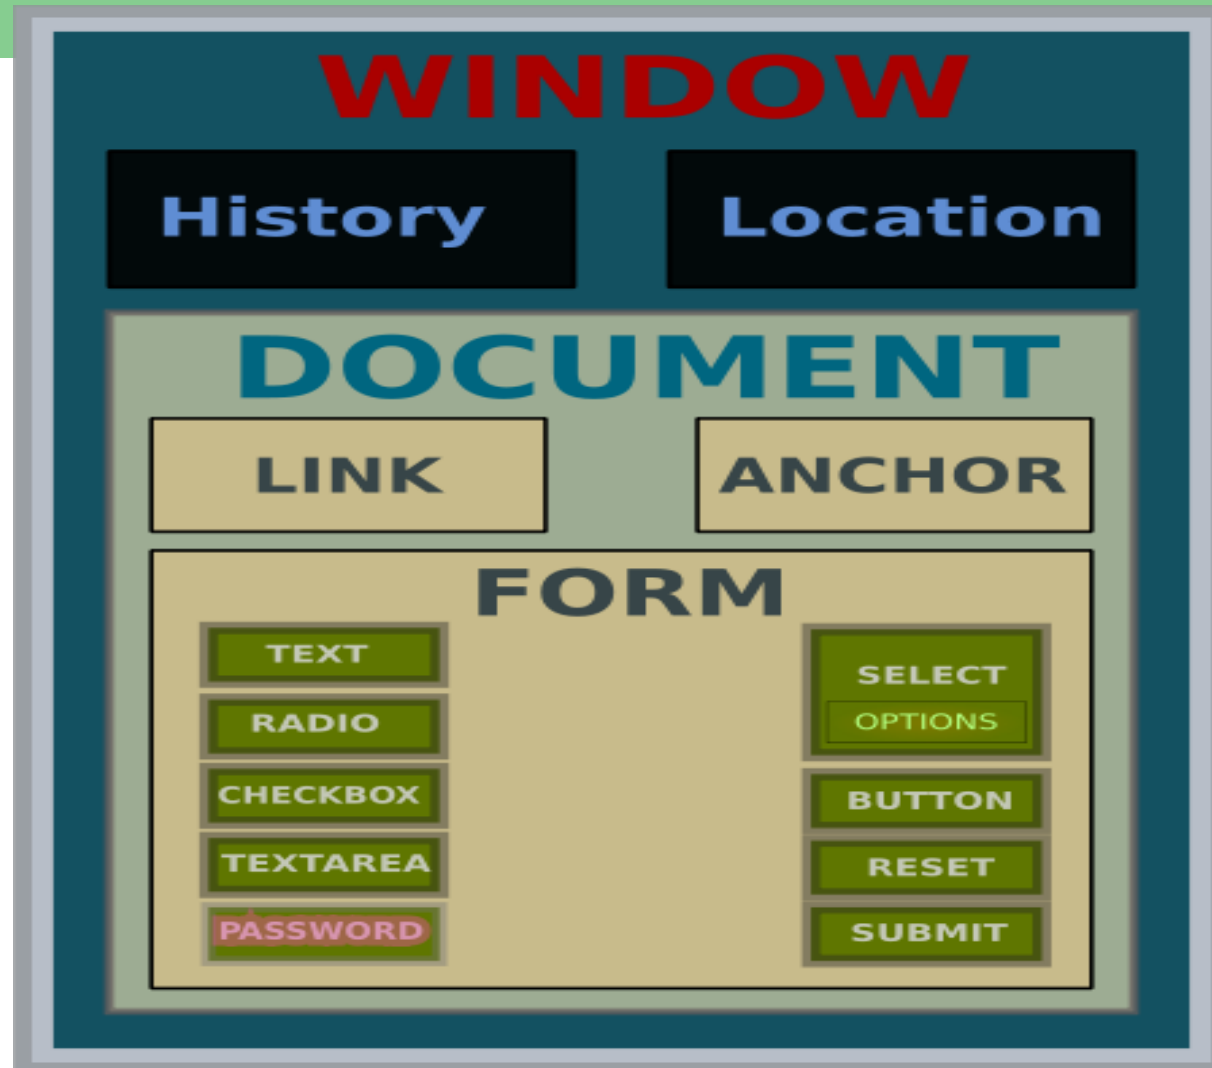 WINDOW
History
Location
DOCUMENT
LINK
ANCHOR
FORM
TEXT
RADIO
CHECKBOX
TEXTAREA
PASSWORD
SELECT
OPTIONS
BUTTON
RESET
SUBMIT